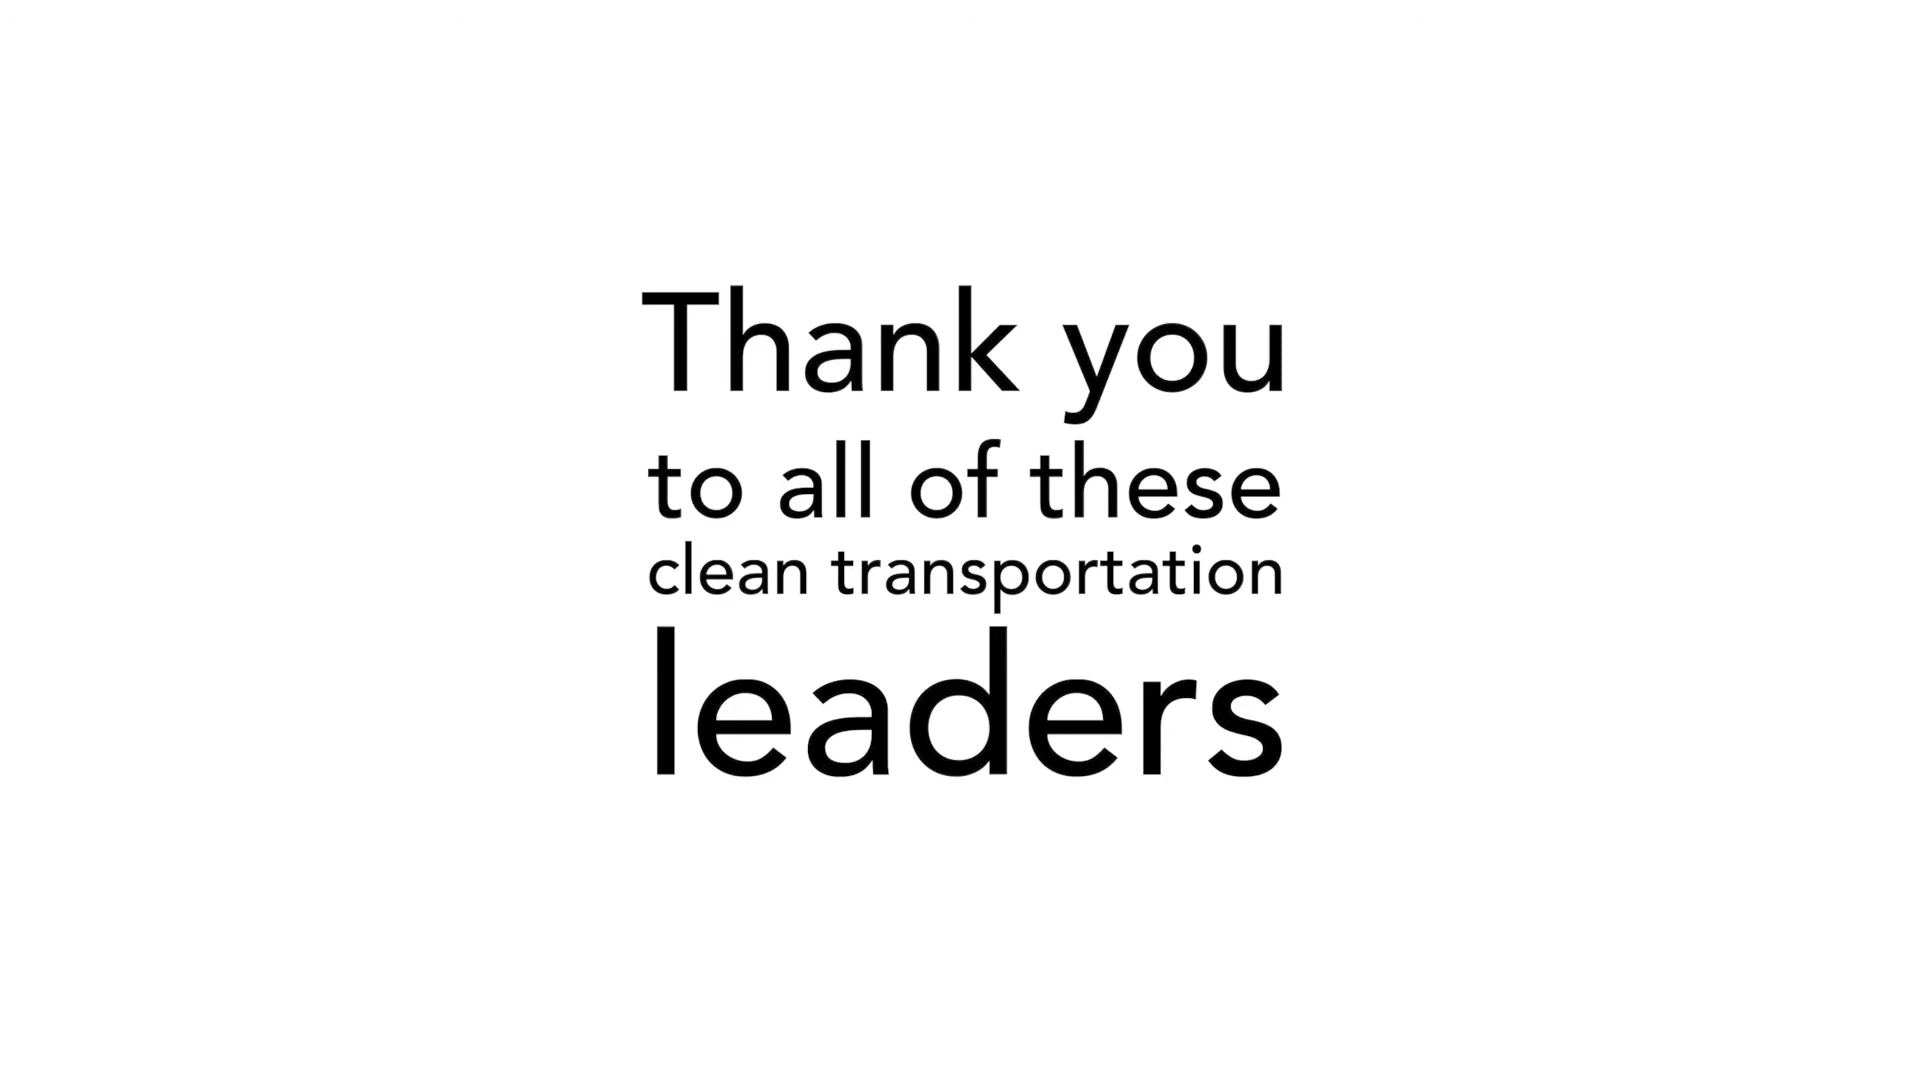 Thank you
to all of these
clean transportation
leaders